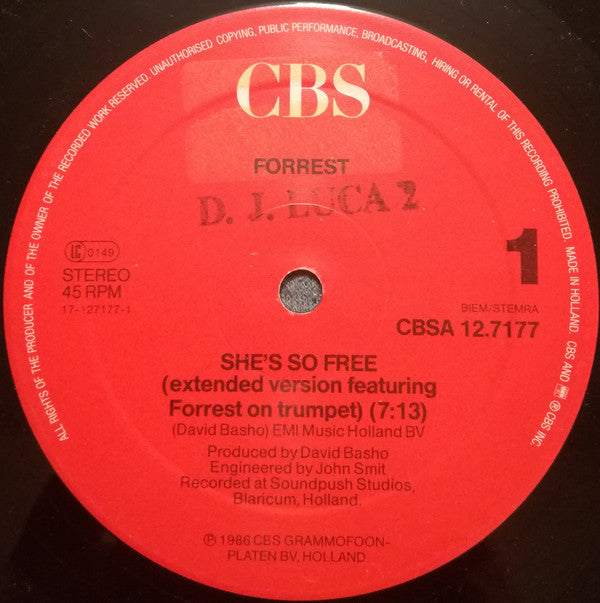 ALL RIGHTS OF THE PRODUCER AND OF THE OWNER OF THE RECORDED WORK RESERVED. UNAUTHORISED COPYING, PUBLIC PERFORMANCE, BROADCASTING, HIRING OR RENTAL OF THIS RECORDING PROHIBITED. MADE IN HOLLAND. CBS AND ℗ CBS INC.
CBS
FORREST
D. J. LUCA 2
LC 0149
STEREO
45 RPM
17-127177-1
1
BIEM/STEMRA
CBSA 12.7177
SHE'S SO FREE
(extended version featuring
Forrest on trumpet) (7:13)
(David Basho) EMI Music Holland BV
Produced by David Basho
Engineered by John Smit
Recorded at Soundpush Studios,
Blaricum, Holland.
℗ 1986 CBS GRAMMOFOON-
PLATEN BV, HOLLAND